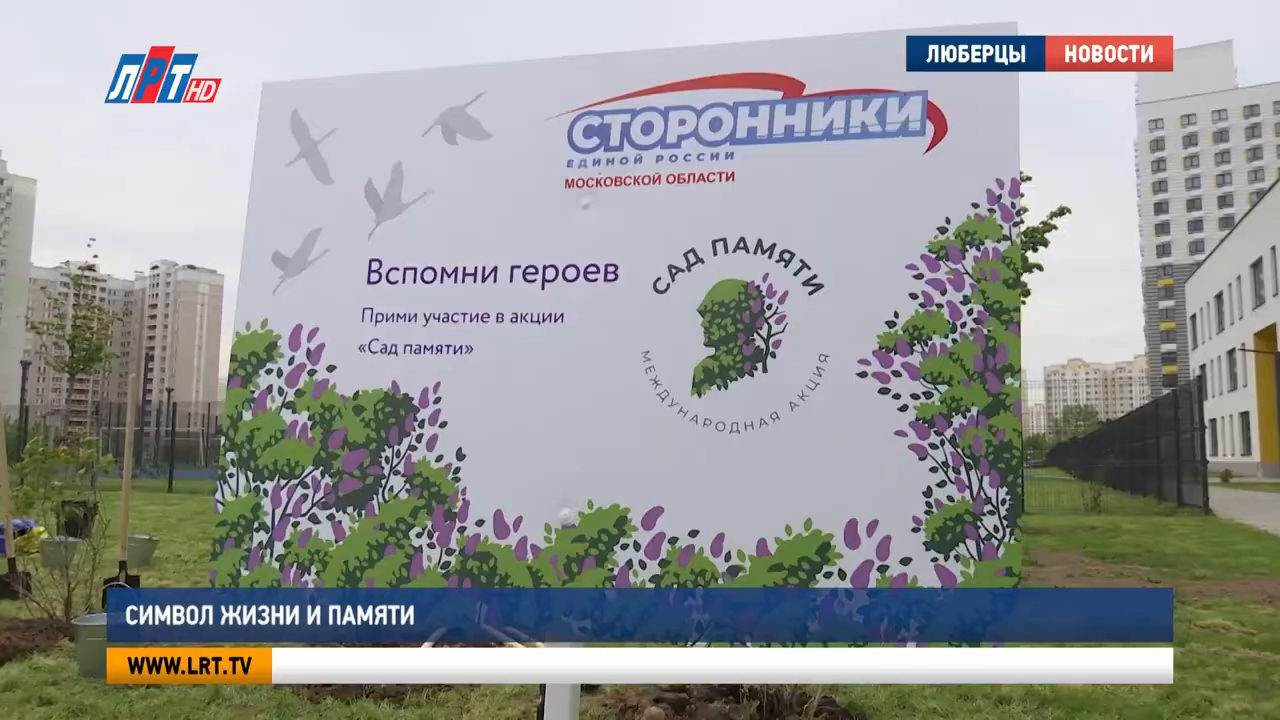 ЛРТ HD
ЛЮБЕРЦЫ НОВОСТИ
СТОРОННИКИ
ЕДИНОЙ РОССИИ
МОСКОВСКОЙ ОБЛАСТИ
Вспомни героев
Прими участие в акции
«Сад памяти»
САД ПАМЯТИ
МЕЖДУНАРОДНАЯ АКЦИЯ
СИМВОЛ ЖИЗНИ И ПАМЯТИ
WWW.LRT.TV